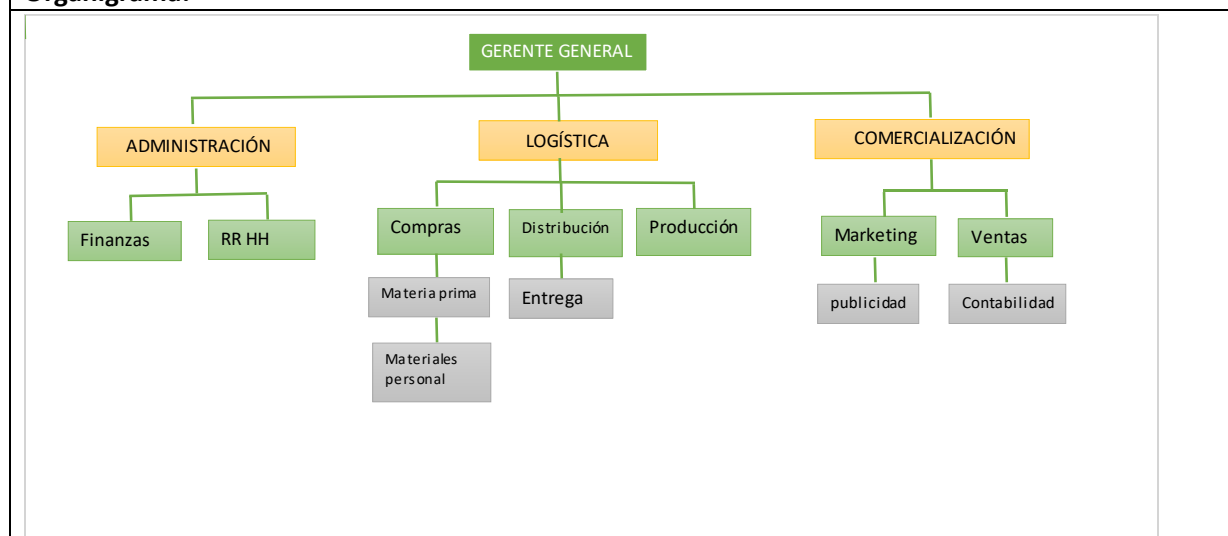 Organigrama:
GERENTE GENERAL
ADMINISTRACIÓN
LOGÍSTICA
COMERCIALIZACIÓN
Finanzas
RR HH
Compras
Distribución
Producción
Marketing
Ventas
Materia prima
Entrega
publicidad
Contabilidad
Materiales
personal